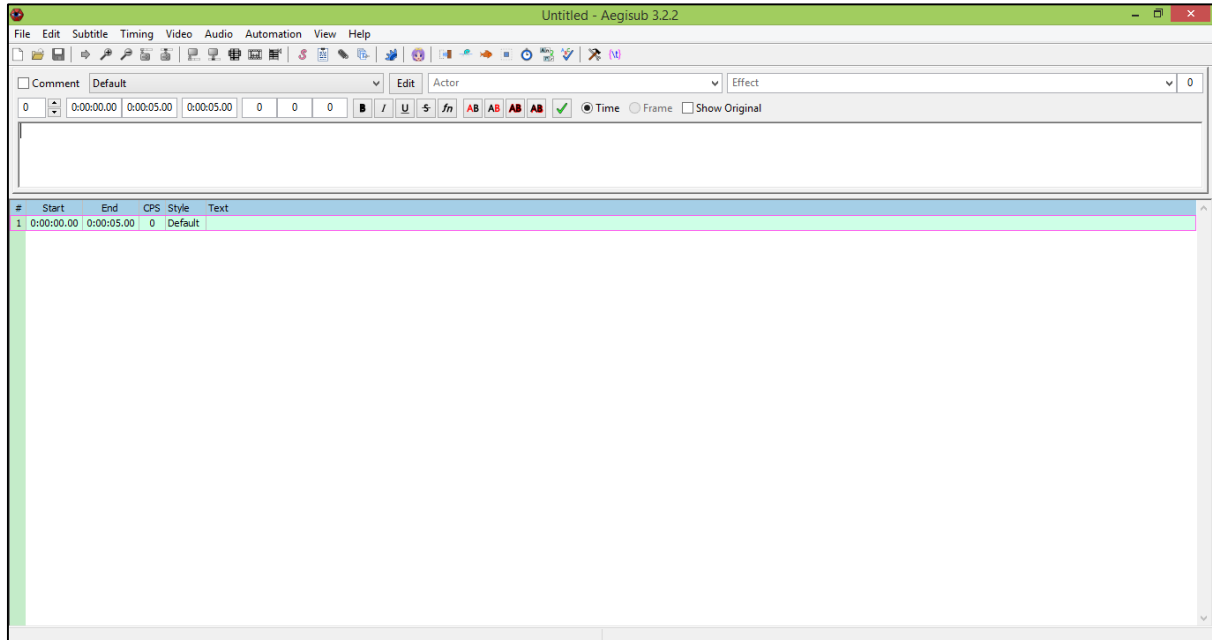 Untitled - Aegisub 3.2.2
File Edit Subtitle Timing Video Audio Automation View Help
Comment Default Edit Actor Effect 0
0 0:00:00.00 0:00:05.00 0:00:05.00 0 0 0 B I U S fn AB AB AB AB Time Frame Show Original
# Start End CPS Style Text
1 0:00:00.00 0:00:05.00 0 Default